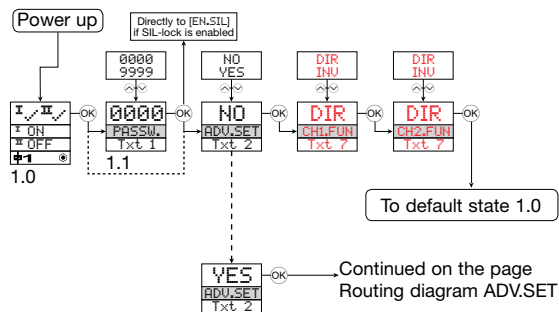 Power up
Directly to [EN.SIL]
if SIL-lock is enabled
0000
9999
NO
YES
DIR
INV
DIR
INV
I II
I ON
II OFF
1.0
OK
0000
PASSW.
Txt 1
1.1
OK
NO
ADV.SET
Txt 2
OK
DIR
CH1.FUN
Txt 7
OK
DIR
CH2.FUN
Txt 7
OK
To default state 1.0
YES
ADV.SET
Txt 2
OK
Continued on the page
Routing diagram ADV.SET